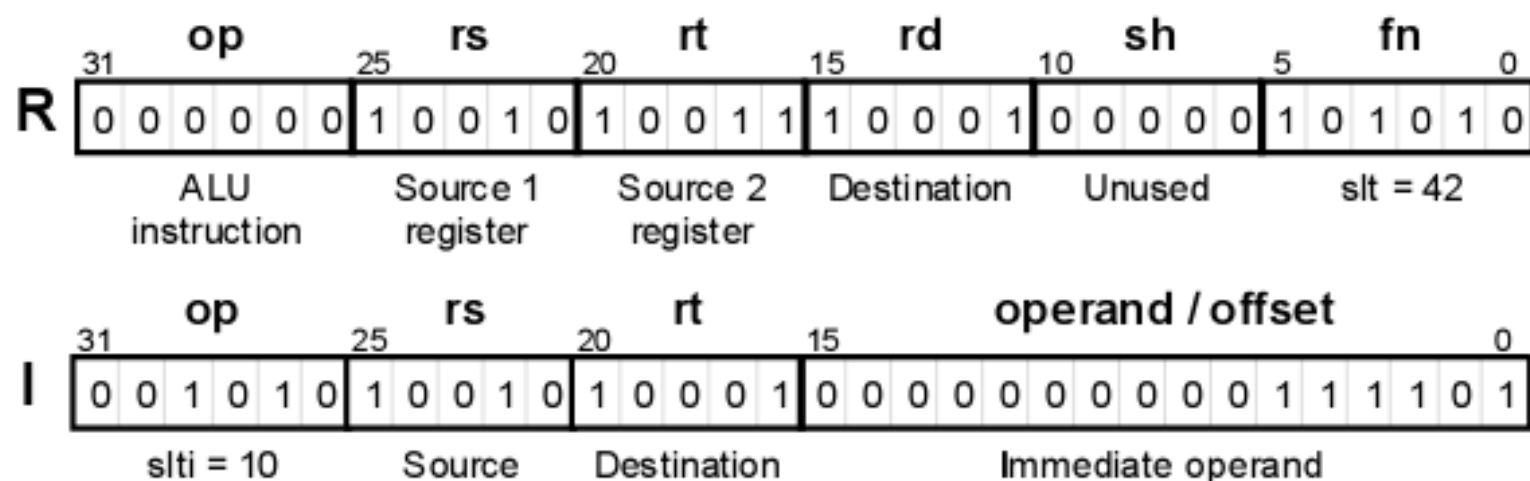 op rs rt rd sh fn
31 25 20 15 10 5 0
R 0 0 0 0 0 0 1 0 0 1 0 1 0 0 1 1 1 0 0 0 1 0 0 0 0 0 1 0 1 0 1 0
ALU Source 1 Source 2 Destination Unused slt = 42
instruction register register
op rs rt operand / offset
31 25 20 15 0
I 0 0 1 0 1 0 1 0 0 1 0 1 0 0 0 1 0 0 0 0 0 0 0 0 0 0 1 1 1 1 0 1
slti = 10 Source Destination Immediate operand